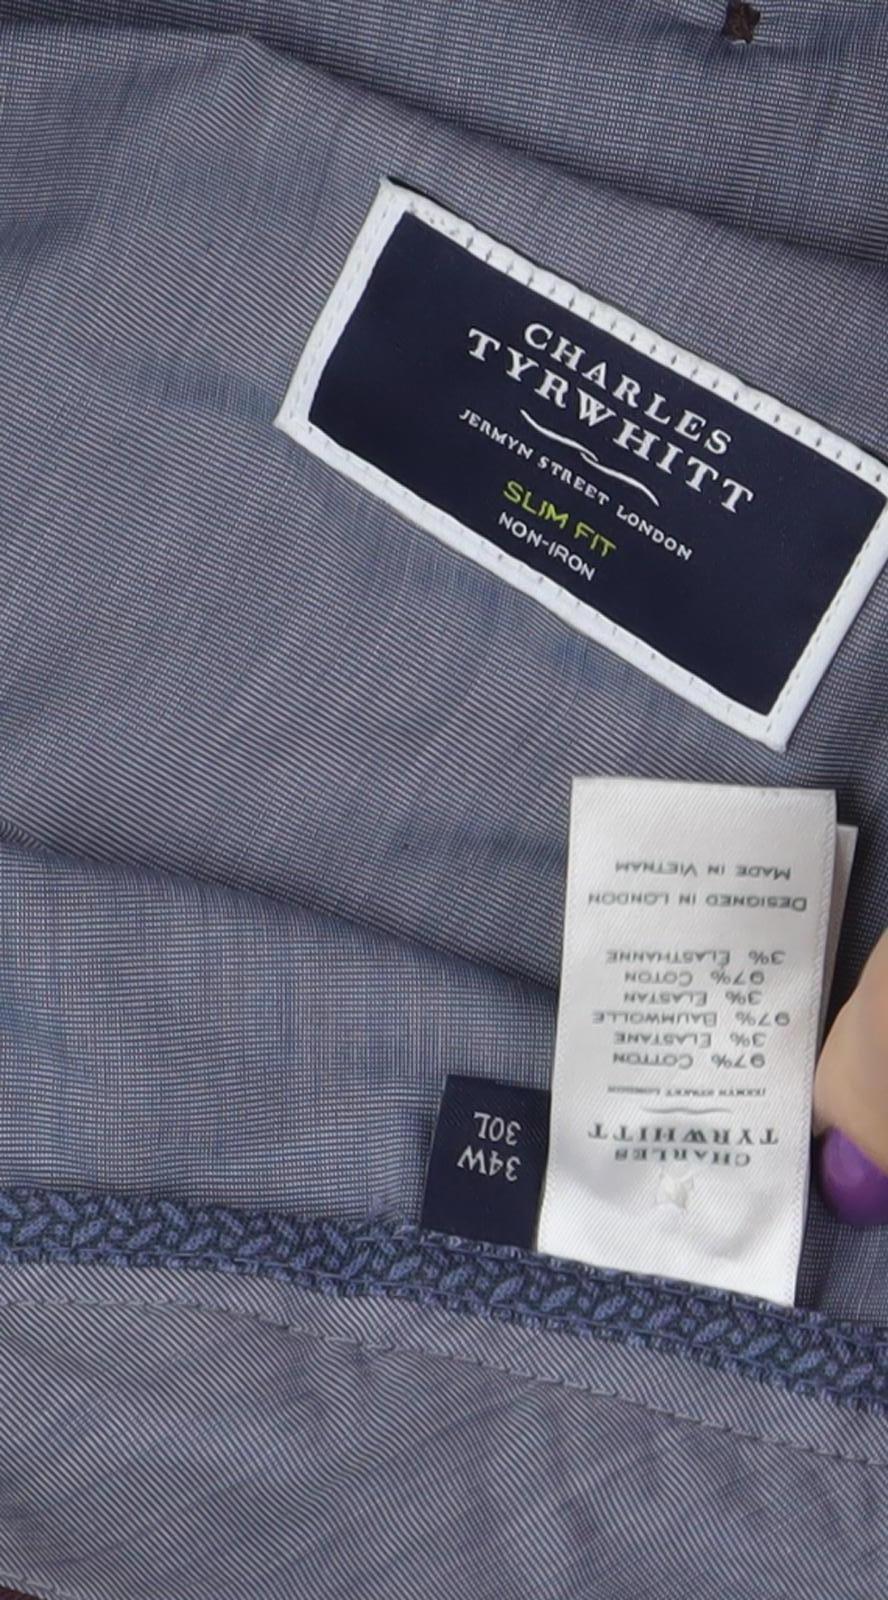 CHARLES
TYRWHITT
JERMYN STREET LONDON
SLIM FIT
NON-IRON
34W
30L
CHARLES
TYRWHITT
JERMYN STREET LONDON
97% COTTON
3% ELASTANE
97% BAUMWOLLE
3% ELASTAN
97% COTON
3% ÉLASTHANNE
DESIGNED IN LONDON
MADE IN VIETNAM